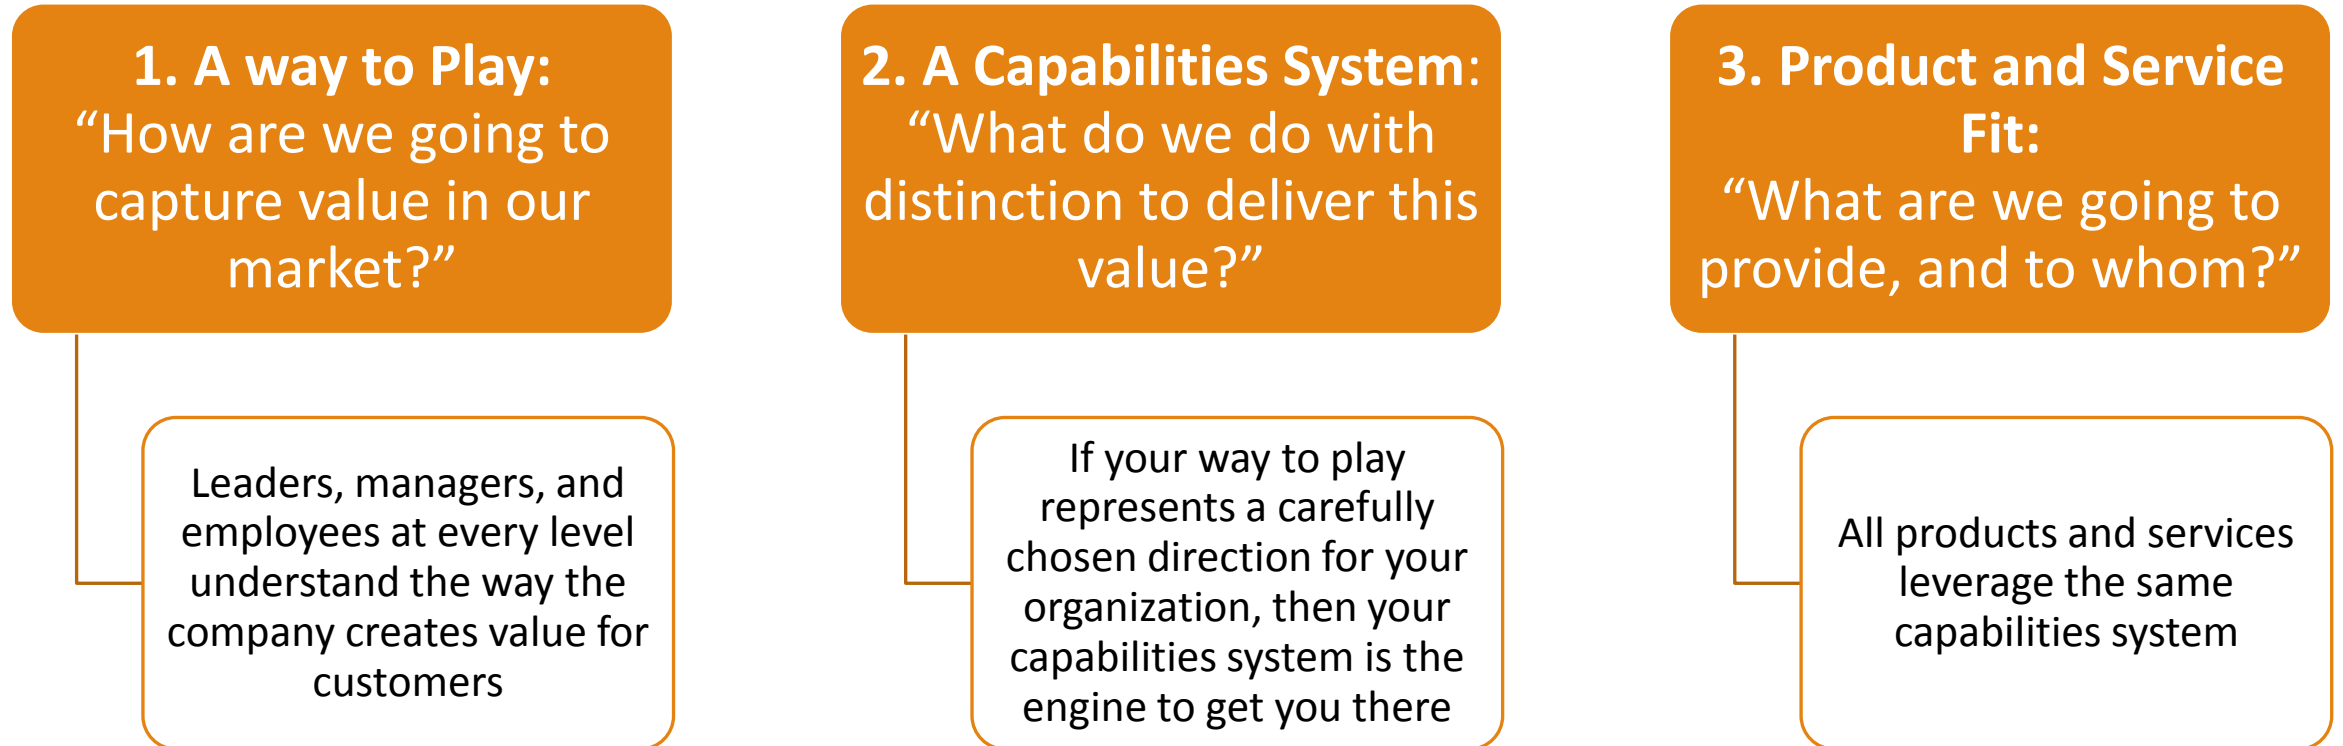 1. A way to Play:
“How are we going to
capture value in our
market?”
Leaders, managers, and
employees at every level
understand the way the
company creates value for
customers
2. A Capabilities System:
“What do we do with
distinction to deliver this
value?”
If your way to play
represents a carefully
chosen direction for your
organization, then your
capabilities system is the
engine to get you there
3. Product and Service
Fit:
“What are we going to
provide, and to whom?”
All products and services
leverage the same
capabilities system